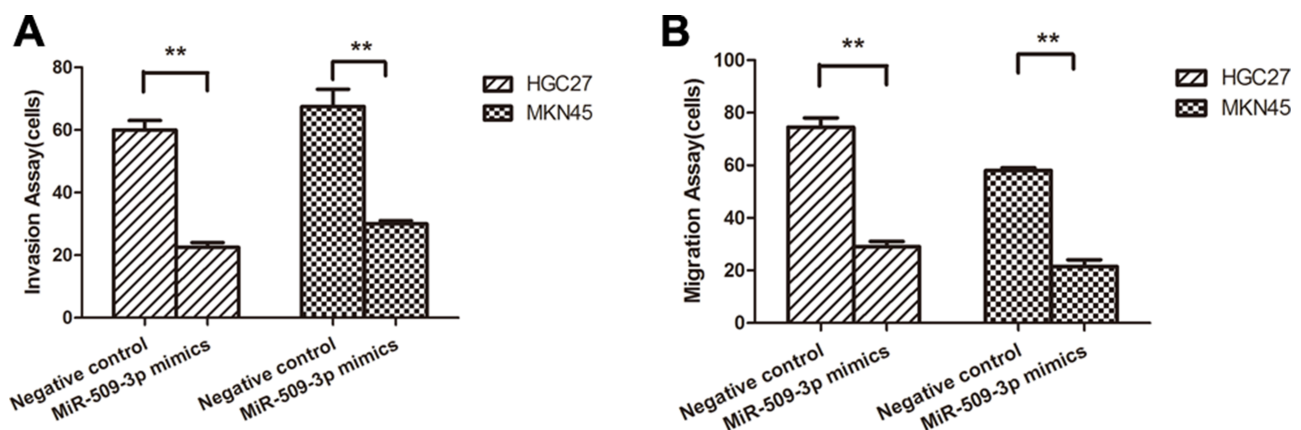 A
**
**
80
60
40
20
0
Invasion Assay(cells)
HGC27
MKN45
Negative control
MiR-509-3p mimics
Negative control
MiR-509-3p mimics
B
**
**
100
80
60
40
20
0
Migration Assay(cells)
HGC27
MKN45
Negative control
MiR-509-3p mimics
Negative control
MiR-509-3p mimics